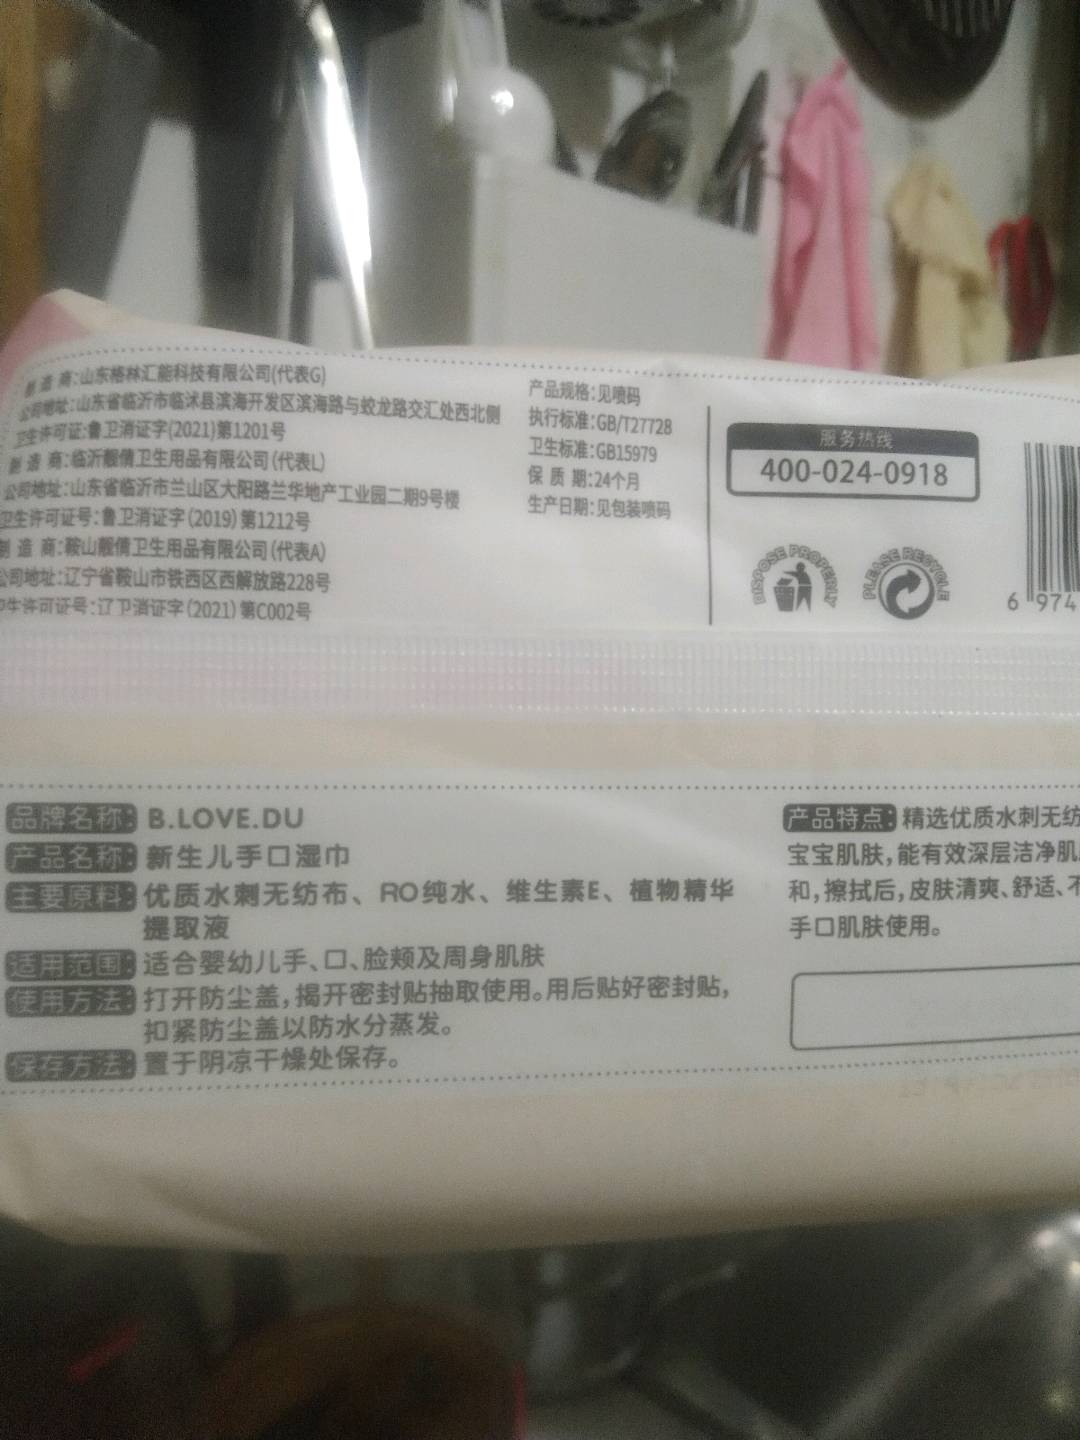 制 造 商:山东格林汇能科技有限公司(代表G)
公司地址:山东省临沂市临沭县滨海开发区滨海路与蛟龙路交汇处西北侧
卫生许可证:鲁卫消证字(2021)第1201号
制 造 商:临沂靓倩卫生用品有限公司(代表L)
公司地址:山东省临沂市兰山区大阳路兰华地产工业园二期9号楼
卫生许可证号:鲁卫消证字(2019)第1212号
制 造 商:鞍山靓倩卫生用品有限公司(代表A)
公司地址:辽宁省鞍山市铁西区西解放路228号
卫生许可证号:辽卫消证字(2021)第C002号
产品规格:见喷码
执行标准:GB/T27728
卫生标准:GB15979
保 质 期:24个月
生产日期:见包装喷码
服务热线
400-024-0918
DISPOSE PROPERLY
PLEASE RECYCLE
6 974
品牌名称: B.LOVE.DU
产品名称: 新生儿手口湿巾
主要原料: 优质水刺无纺布、RO纯水、维生素E、植物精华
提取液
适用范围: 适合婴幼儿手、口、脸颊及周身肌肤
使用方法: 打开防尘盖,揭开密封贴抽取使用。用后贴好密封贴,
扣紧防尘盖以防水分蒸发。
保存方法: 置于阴凉干燥处保存。
产品特点: 精选优质水刺无纺
宝宝肌肤,能有效深层洁净肌
和,擦拭后,皮肤清爽、舒适、不
手口肌肤使用。